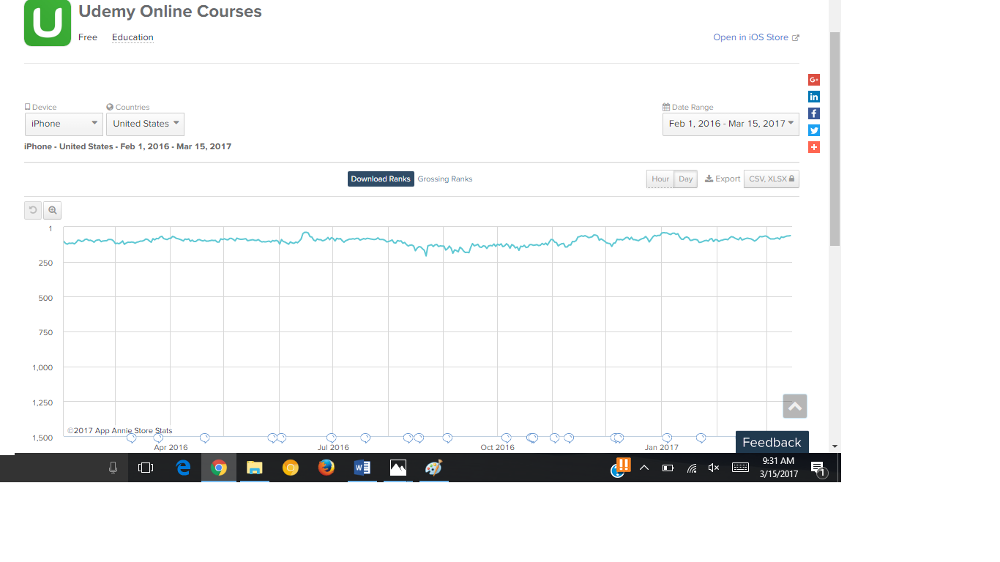 Udemy Online Courses
Free Education
Open in iOS Store
Device
Countries
Date Range
iPhone
United States
Feb 1, 2016 - Mar 15, 2017
iPhone - United States - Feb 1, 2016 - Mar 15, 2017
Download Ranks Grossing Ranks
Hour Day Export CSV, XLSX
1
250
500
750
1,000
1,250
1,500
©2017 App Annie Store Stats
Apr 2016 Jul 2016 Oct 2016 Jan 2017
Feedback
G+
in
f
U
W
9:31 AM
3/15/2017
1